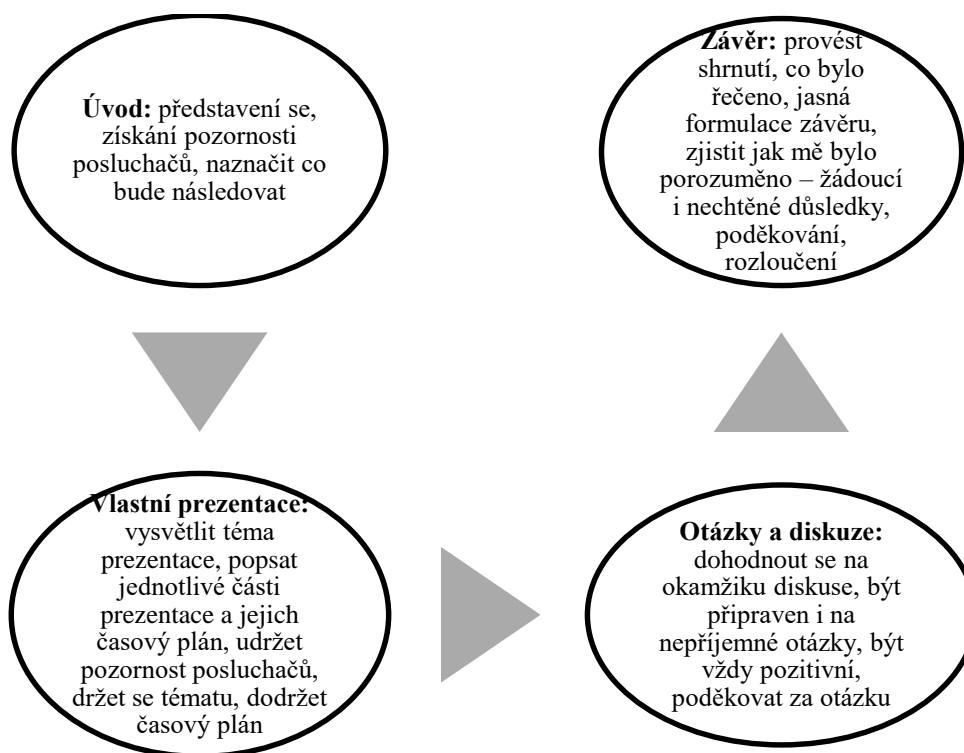 Úvod: představení se,
získání pozornosti
posluchačů, naznačit co
bude následovat
Vlastní prezentace:
vysvětlit téma
prezentace, popsat
jednotlivé části
prezentace a jejich
časový plán, udržet
pozornost posluchačů,
držet se tématu, dodržet
časový plán
Otázky a diskuze:
dohodnout se na
okamžiku diskuse, být
připraven i na
nepříjemné otázky, být
vždy pozitivní,
poděkovat za otázku
Závěr: provést
shrnutí, co bylo
řečeno, jasná
formulace závěru,
zjistit jak mě bylo
porozuměno – žádoucí
i nechtěné důsledky,
poděkování,
rozloučení